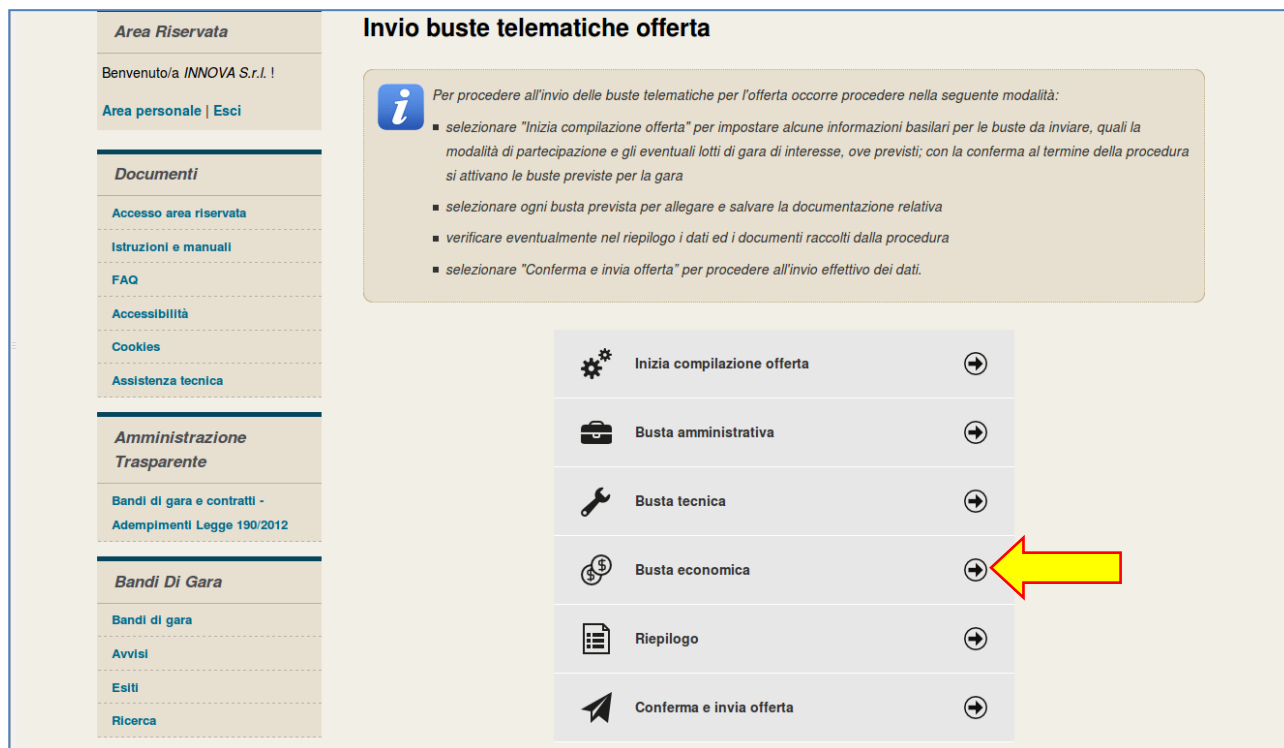 Area Riservata
Benvenuto/a INNOVA S.r.l. !
Area personale | Esci
Documenti
Accesso area riservata
Istruzioni e manuali
FAQ
Accessibilità
Cookies
Assistenza tecnica
Amministrazione
Trasparente
Bandi di gara e contratti -
Adempimenti Legge 190/2012
Bandi Di Gara
Bandi di gara
Avvisi
Esiti
Ricerca
Invio buste telematiche offerta
Per procedere all'invio delle buste telematiche per l'offerta occorre procedere nella seguente modalità:
selezionare "Inizia compilazione offerta" per impostare alcune informazioni basilari per le buste da inviare, quali la
modalità di partecipazione e gli eventuali lotti di gara di interesse, ove previsti; con la conferma al termine della procedura
si attivano le buste previste per la gara
selezionare ogni busta prevista per allegare e salvare la documentazione relativa
verificare eventualmente nel riepilogo i dati ed i documenti raccolti dalla procedura
selezionare "Conferma e invia offerta" per procedere all'invio effettivo dei dati.
Inizia compilazione offerta
Busta amministrativa
Busta tecnica
Busta economica
Riepilogo
Conferma e invia offerta